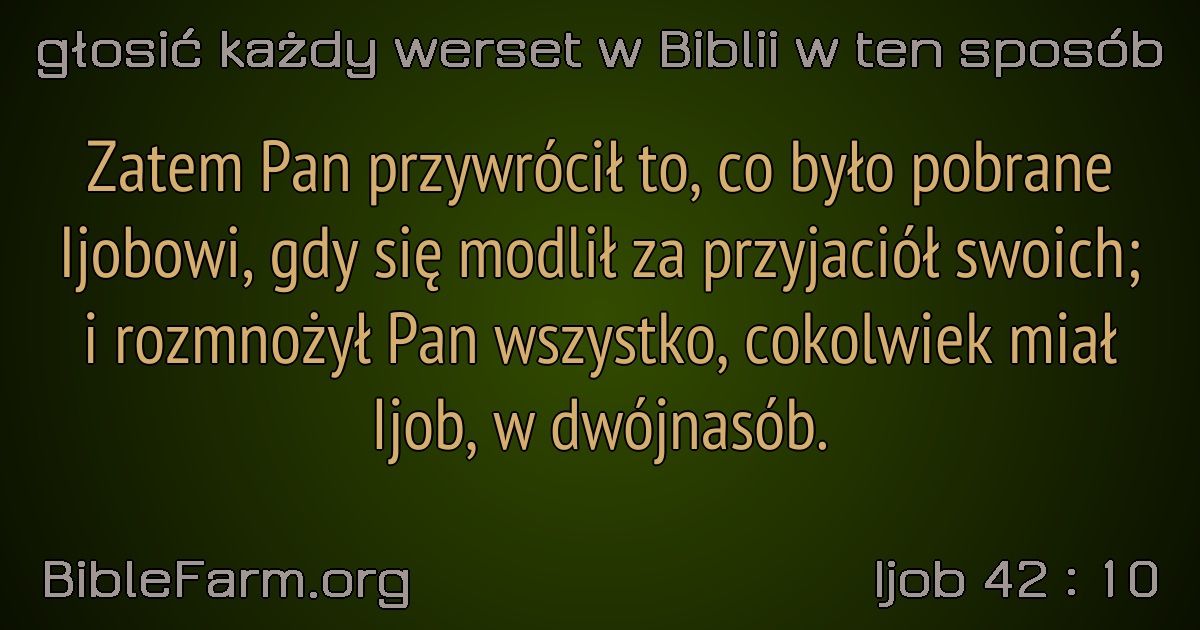 głosić każdy werset w Biblii w ten sposób
Zatem Pan przywrócił to, co było pobrane
Ijobowi, gdy się modlił za przyjaciół swoich;
i rozmnożył Pan wszystko, cokolwiek miał
Ijob, w dwójnasób.
BibleFarm.org
Ijob 42 : 10